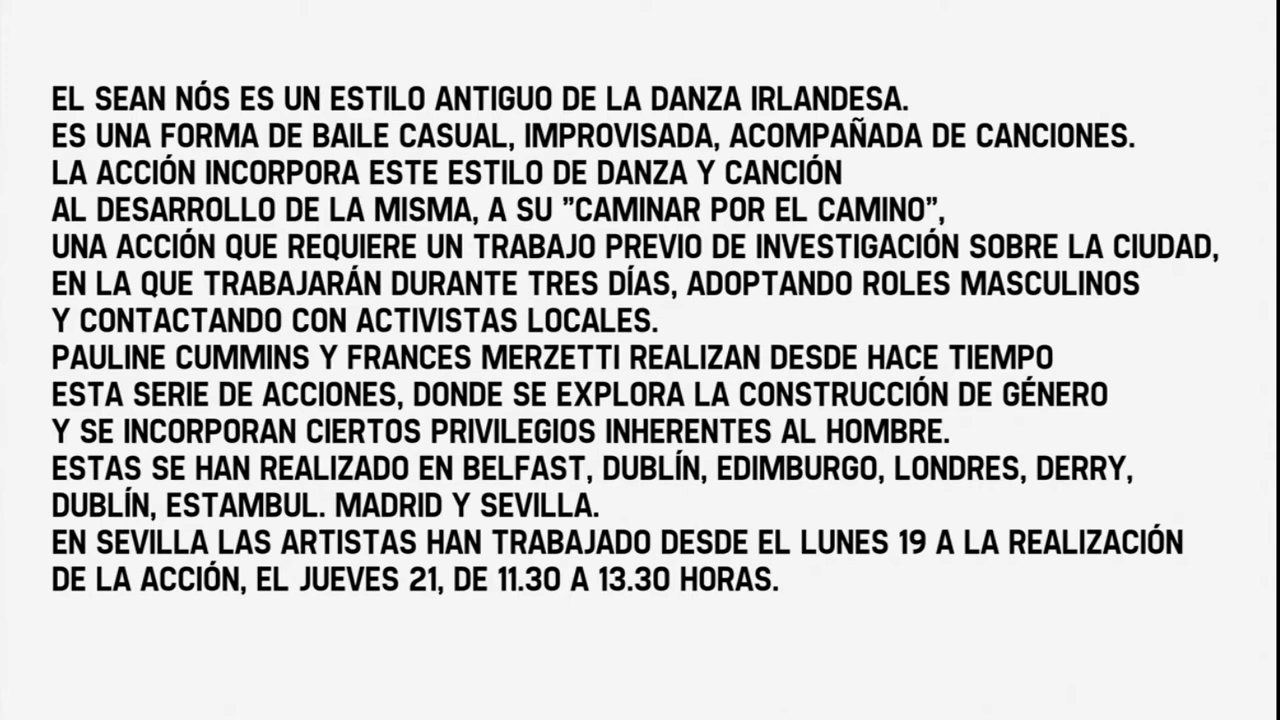 EL SEAN NÓS ES UN ESTILO ANTIGUO DE LA DANZA IRLANDESA.
ES UNA FORMA DE BAILE CASUAL, IMPROVISADA, ACOMPAÑADA DE CANCIONES.
LA ACCIÓN INCORPORA ESTE ESTILO DE DANZA Y CANCIÓN
AL DESARROLLO DE LA MISMA, A SU ”CAMINAR POR EL CAMINO”,
UNA ACCIÓN QUE REQUIERE UN TRABAJO PREVIO DE INVESTIGACIÓN SOBRE LA CIUDAD,
EN LA QUE TRABAJARÁN DURANTE TRES DÍAS, ADOPTANDO ROLES MASCULINOS
Y CONTACTANDO CON ACTIVISTAS LOCALES.
PAULINE CUMMINS Y FRANCES MERZETTI REALIZAN DESDE HACE TIEMPO
ESTA SERIE DE ACCIONES, DONDE SE EXPLORA LA CONSTRUCCIÓN DE GÉNERO
Y SE INCORPORAN CIERTOS PRIVILEGIOS INHERENTES AL HOMBRE.
ESTAS SE HAN REALIZADO EN BELFAST, DUBLÍN, EDIMBURGO, LONDRES, DERRY,
DUBLÍN, ESTAMBUL. MADRID Y SEVILLA.
EN SEVILLA LAS ARTISTAS HAN TRABAJADO DESDE EL LUNES 19 A LA REALIZACIÓN
DE LA ACCIÓN, EL JUEVES 21, DE 11.30 A 13.30 HORAS.